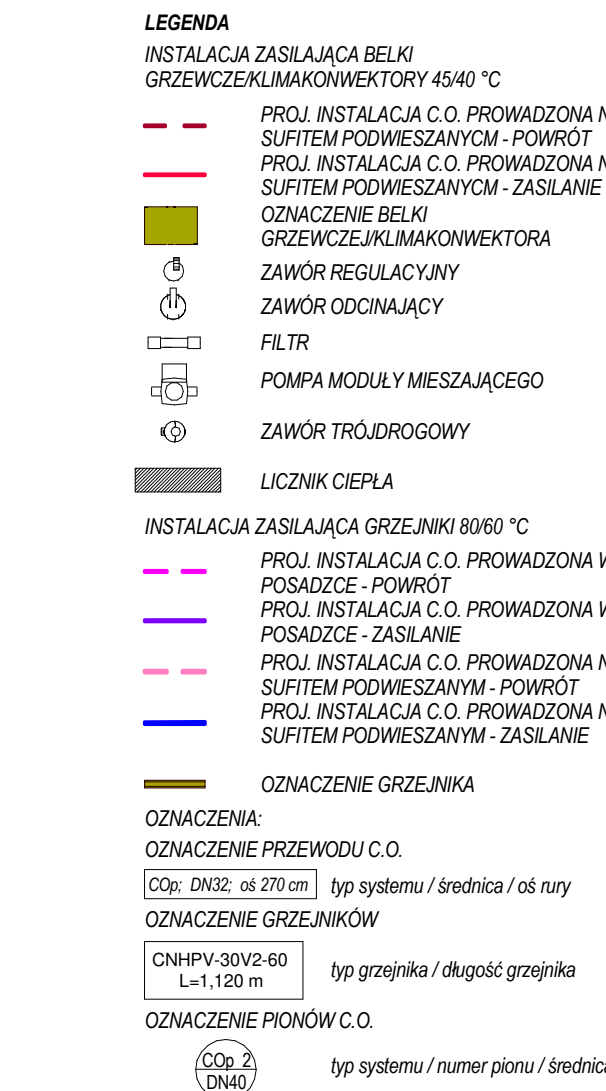 LEGENDA
INSTALACJA ZASILAJĄCA BELKI
GRZEWCZE/KLIMAKONWEKTORY 45/40 °C
PROJ. INSTALACJA C.O. PROWADZONA N
SUFITEM PODWIESZANYCM - POWRÓT
PROJ. INSTALACJA C.O. PROWADZONA N
SUFITEM PODWIESZANYCM - ZASILANIE
OZNACZENIE BELKI
GRZEWCZEJ/KLIMAKONWEKTORA
ZAWÓR REGULACYJNY
ZAWÓR ODCINAJĄCY
FILTR
POMPA MODUŁY MIESZAJĄCEGO
ZAWÓR TRÓJDROGOWY
LICZNIK CIEPŁA
INSTALACJA ZASILAJĄCA GRZEJNIKI 80/60 °C
PROJ. INSTALACJA C.O. PROWADZONA W
POSADZCE - POWRÓT
PROJ. INSTALACJA C.O. PROWADZONA W
POSADZCE - ZASILANIE
PROJ. INSTALACJA C.O. PROWADZONA N
SUFITEM PODWIESZANYM - POWRÓT
PROJ. INSTALACJA C.O. PROWADZONA N
SUFITEM PODWIESZANYM - ZASILANIE
OZNACZENIE GRZEJNIKA
OZNACZENIA:
OZNACZENIE PRZEWODU C.O.
COp; DN32; oś 270 cm typ systemu / średnica / oś rury
OZNACZENIE GRZEJNIKÓW
CNHPV-30V2-60
L=1,120 m
typ grzejnika / długość grzejnika
OZNACZENIE PIONÓW C.O.
COp 2
DN40
typ systemu / numer pionu / średnica